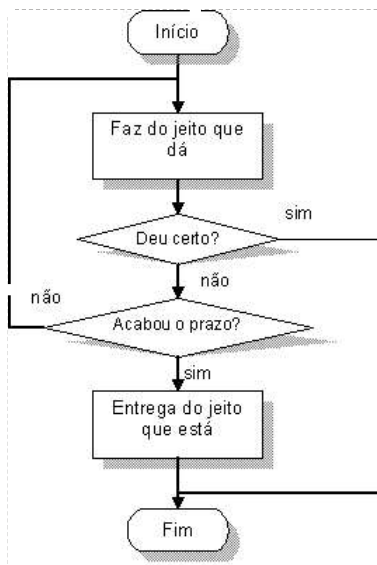 Início
Faz do jeito que
dá
sim
Deu certo?
não
não
Acabou o prazo?
sim
Entrega do jeito
que está
Fim